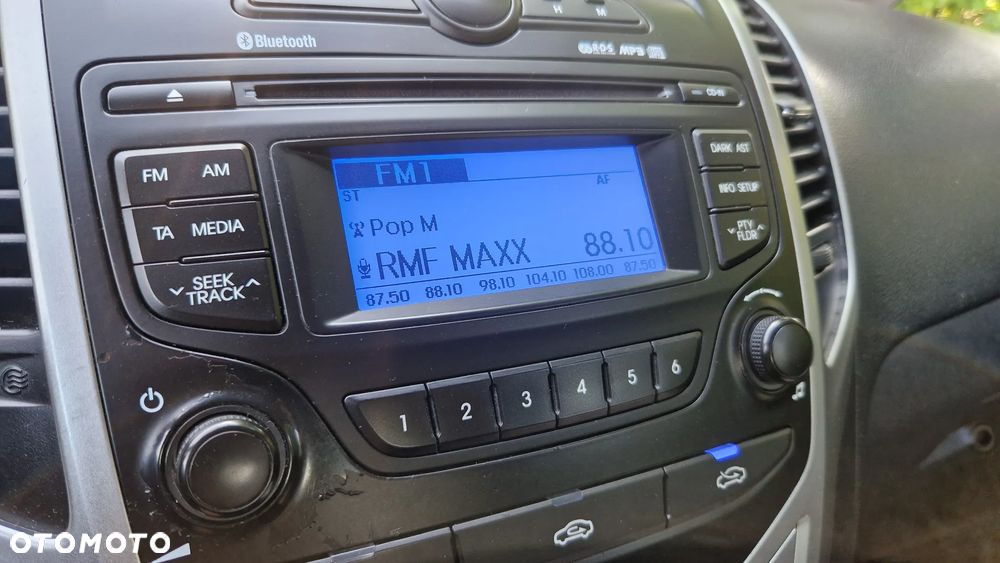 H M
Bluetooth
R·D·S MP3
CD-IN
FM AM
TA MEDIA
SEEK
TRACK
FM1
ST AF
Pop M
RMF MAXX 88.10
87.50 88.10 98.10 104.10 108.00 87.50
DARK AST
INFO SETUP
PTY
FLDR
1 2 3 4 5 6
OTOMOTO